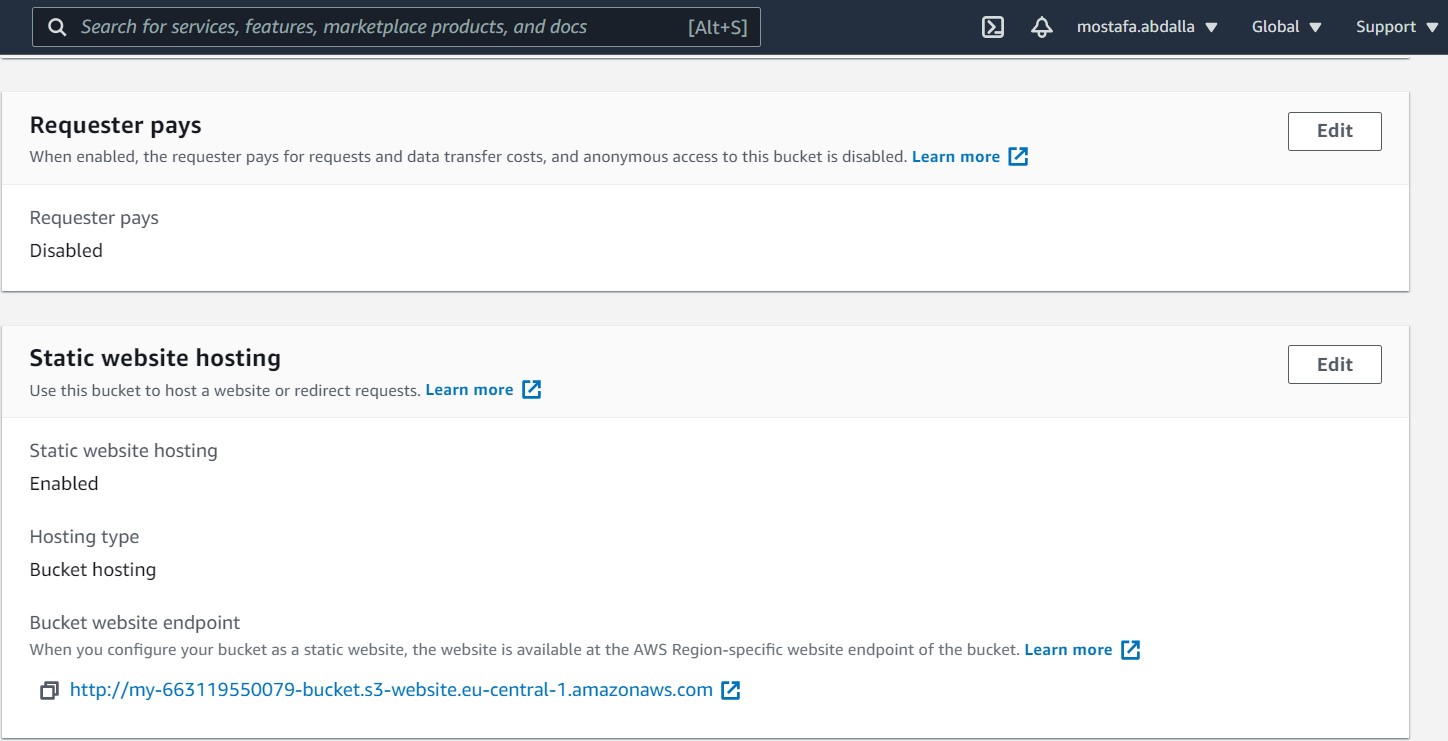 Search for services, features, marketplace products, and docs [Alt+S] mostafa.abdalla Global Support
Requester pays
Edit
When enabled, the requester pays for requests and data transfer costs, and anonymous access to this bucket is disabled. Learn more
Requester pays
Disabled
Static website hosting
Edit
Use this bucket to host a website or redirect requests. Learn more
Static website hosting
Enabled
Hosting type
Bucket hosting
Bucket website endpoint
When you configure your bucket as a static website, the website is available at the AWS Region-specific website endpoint of the bucket. Learn more
http://my-663119550079-bucket.s3-website.eu-central-1.amazonaws.com